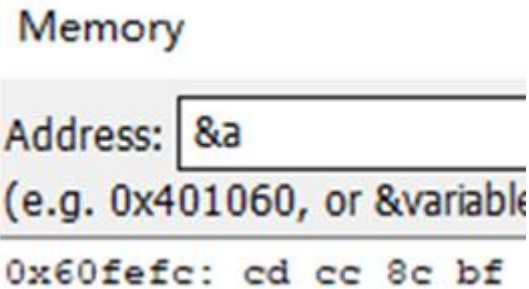 Memory
Address: &a
(e.g. 0x401060, or &variable
0x60fefc: cd cc 8c bf